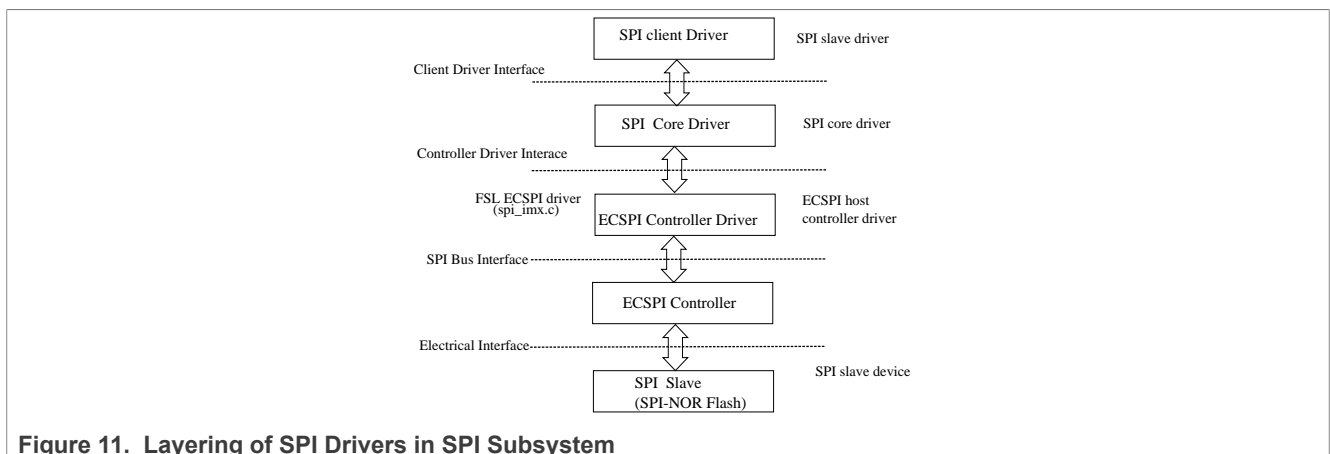 SPI client Driver
SPI slave driver
Client Driver Interface
SPI Core Driver
SPI core driver
Controller Driver Interace
FSL ECSPI driver
(spi_imx.c)
ECSPI Controller Driver
ECSPI host
controller driver
SPI Bus Interface
ECSPI Controller
Electrical Interface
SPI Slave
(SPI-NOR Flash)
SPI slave device
Figure 11. Layering of SPI Drivers in SPI Subsystem